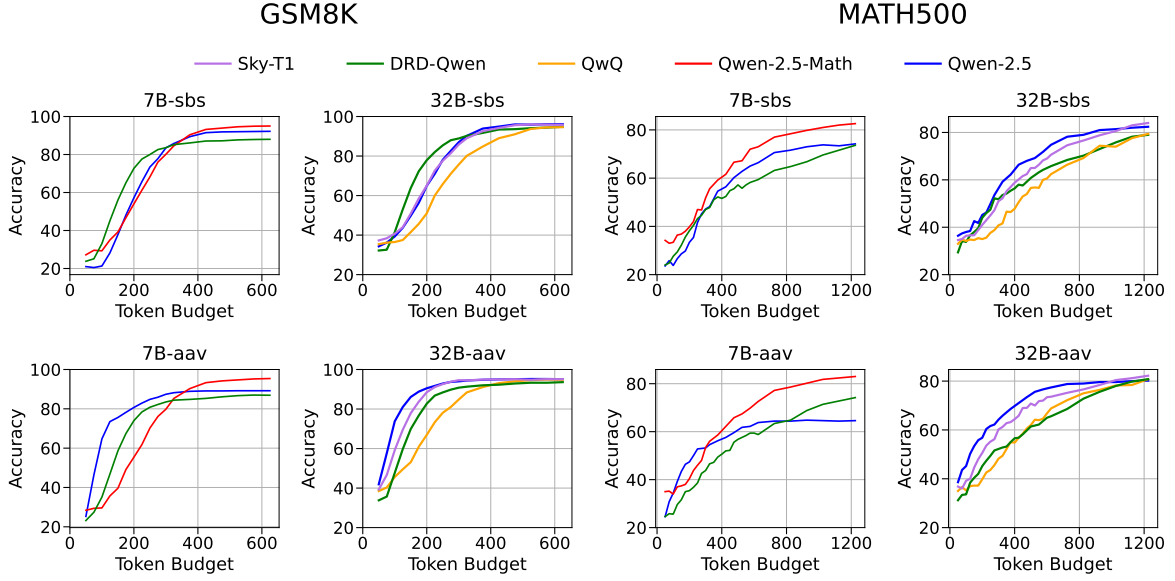 GSM8K MATH500
Sky-T1 DRD-Qwen QwQ Qwen-2.5-Math Qwen-2.5
7B-sbs 32B-sbs 7B-sbs 32B-sbs
Accuracy Accuracy Accuracy Accuracy
100 80 60 40 20
100 80 60 40 20
80 60 40 20
80 60 40 20
0 200 400 600 0 200 400 600 0 400 800 1200 0 400 800 1200
Token Budget Token Budget Token Budget Token Budget
7B-aav 32B-aav 7B-aav 32B-aav
Accuracy Accuracy Accuracy Accuracy
100 80 60 40 20
100 80 60 40 20
80 60 40 20
80 60 40 20
0 200 400 600 0 200 400 600 0 400 800 1200 0 400 800 1200
Token Budget Token Budget Token Budget Token Budget